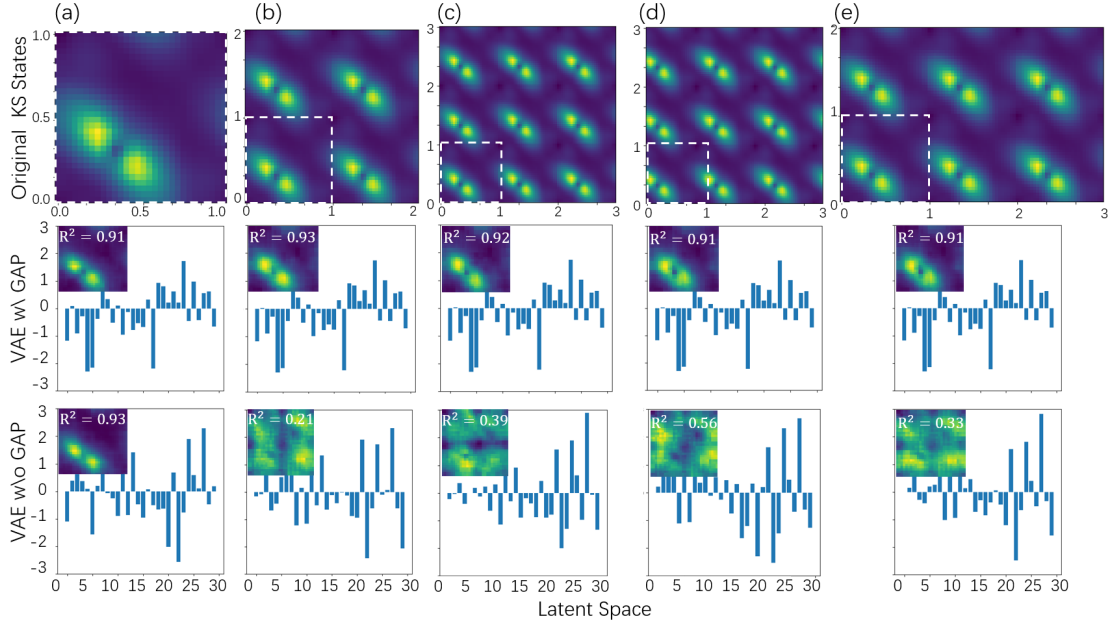 (a)
(b)
(c)
(d)
(e)
Original KS States
1.0
0.5
0.0
0.0
0.5
1.0
2
1
0
0
1
2
3
2
1
0
0
1
2
3
3
2
1
0
0
1
2
3
2
1
0
0
1
2
3
VAE w\ GAP
3
2
1
0
-1
-2
-3
R² = 0.91
R² = 0.93
R² = 0.92
R² = 0.91
R² = 0.91
VAE w\o GAP
3
2
1
0
-1
-2
-3
R² = 0.93
R² = 0.21
R² = 0.39
R² = 0.56
R² = 0.33
0 5 10 15 20 25 30
0 5 10 15 20 25 30
0 5 10 15 20 25 30
0 5 10 15 20 25 30
0 5 10 15 20 25 30
Latent Space